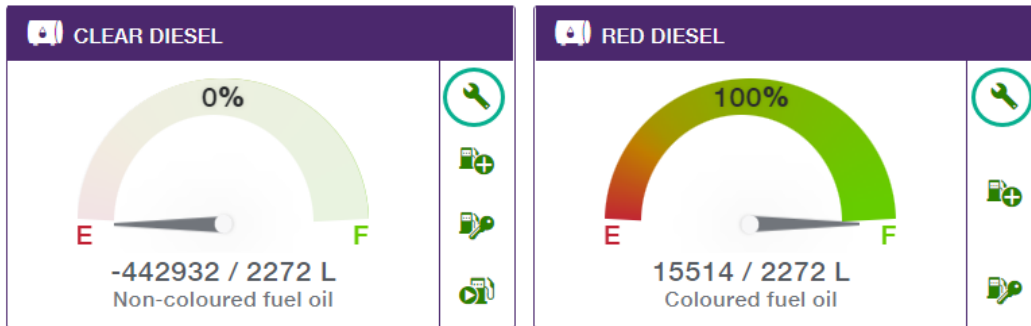 CLEAR DIESEL
0%
E
F
-442932 / 2272 L
Non-coloured fuel oil
RED DIESEL
100%
E
F
15514 / 2272 L
Coloured fuel oil